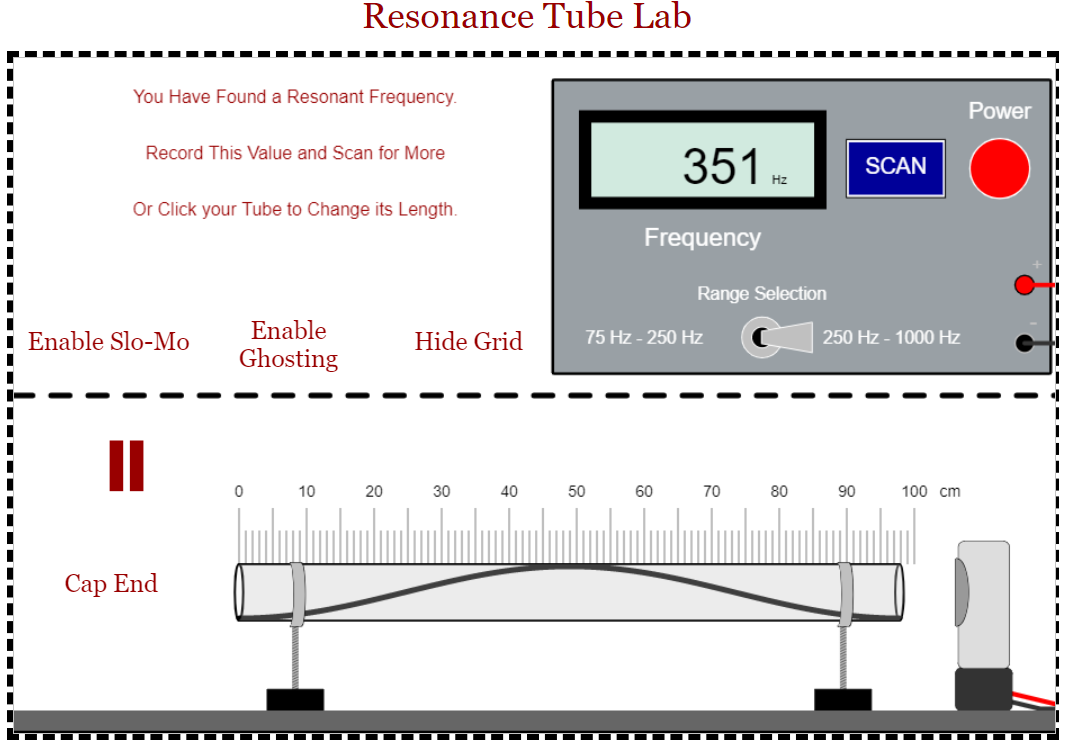 Resonance Tube Lab
You Have Found a Resonant Frequency.
Record This Value and Scan for More
Or Click your Tube to Change its Length.
Enable Slo-Mo
Enable
Ghosting
Hide Grid
351 Hz
SCAN
Power
Frequency
+
Range Selection
-
75 Hz - 250 Hz
250 Hz - 1000 Hz
0 10 20 30 40 50 60 70 80 90 100 cm
Cap End